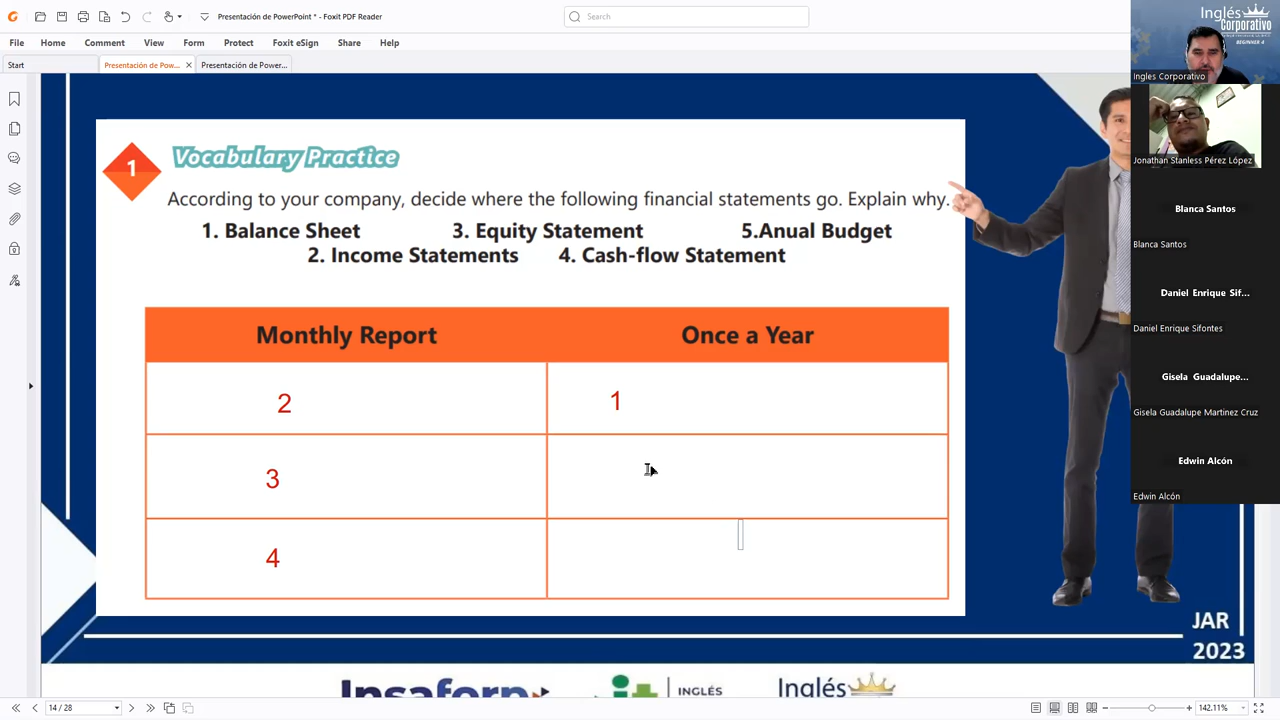 Presentación de PowerPoint * - Foxit PDF Reader
Search
File Home Comment View Form Protect Foxit eSign Share Help
Start
Presentación de Pow...
Presentación de Power...
1
Vocabulary Practice
According to your company, decide where the following financial statements go. Explain why.
1. Balance Sheet 3. Equity Statement 5.Anual Budget
2. Income Statements 4. Cash-flow Statement
Monthly Report Once a Year
2 1
3
4
JAR
2023
Insaforp
INGLÉS
Inglés
14 / 28
142.11%
Inglés
Corporativo
BEGINNER 4
Ingles Corporativo
Jonathan Stanless Pérez López
Blanca Santos
Blanca Santos
Daniel Enrique Sif...
Daniel Enrique Sifontes
Gisela Guadalupe...
Gisela Guadalupe Martinez Cruz
Edwin Alcón
Edwin Alcón